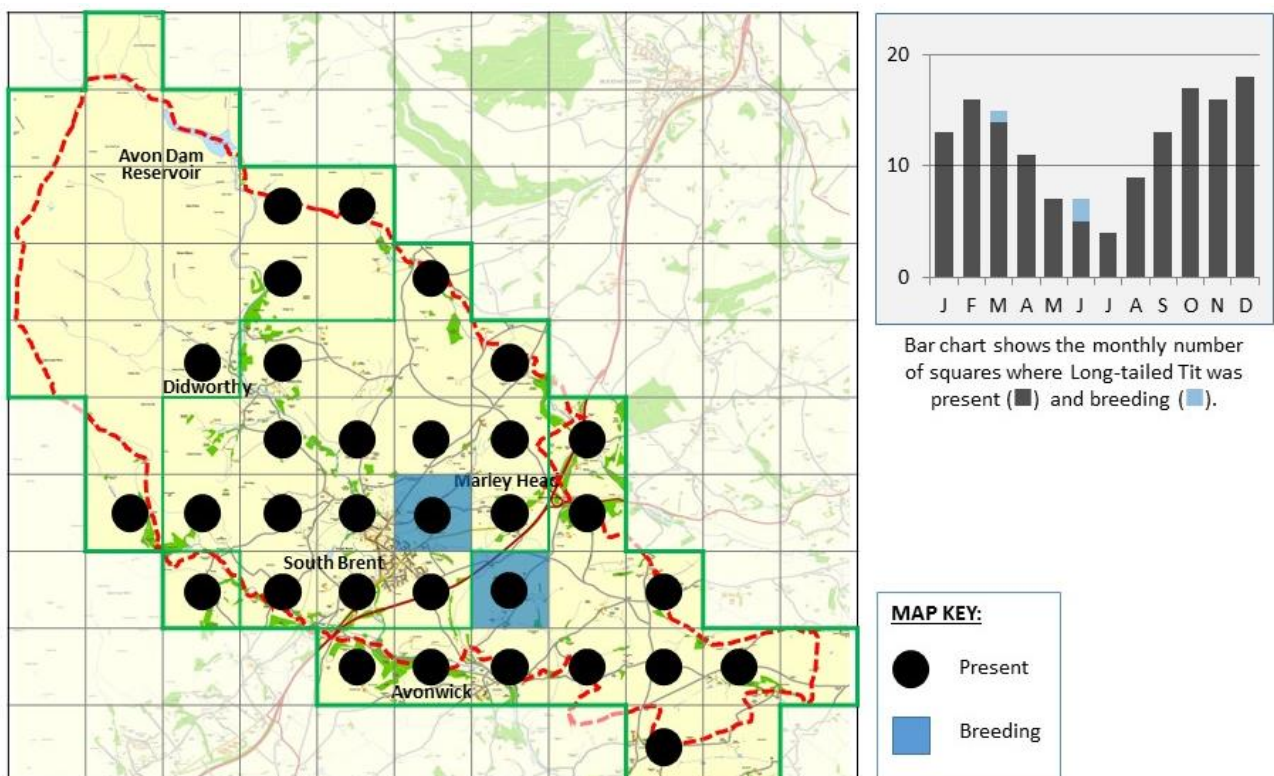 Avon Dam
Reservoir
Didworthy
Marley Head
South Brent
Avonwick
20
10
0
J F M A M J J A S O N D
Bar chart shows the monthly number
of squares where Long-tailed Tit was
present (■) and breeding (■).
MAP KEY:
Present
Breeding